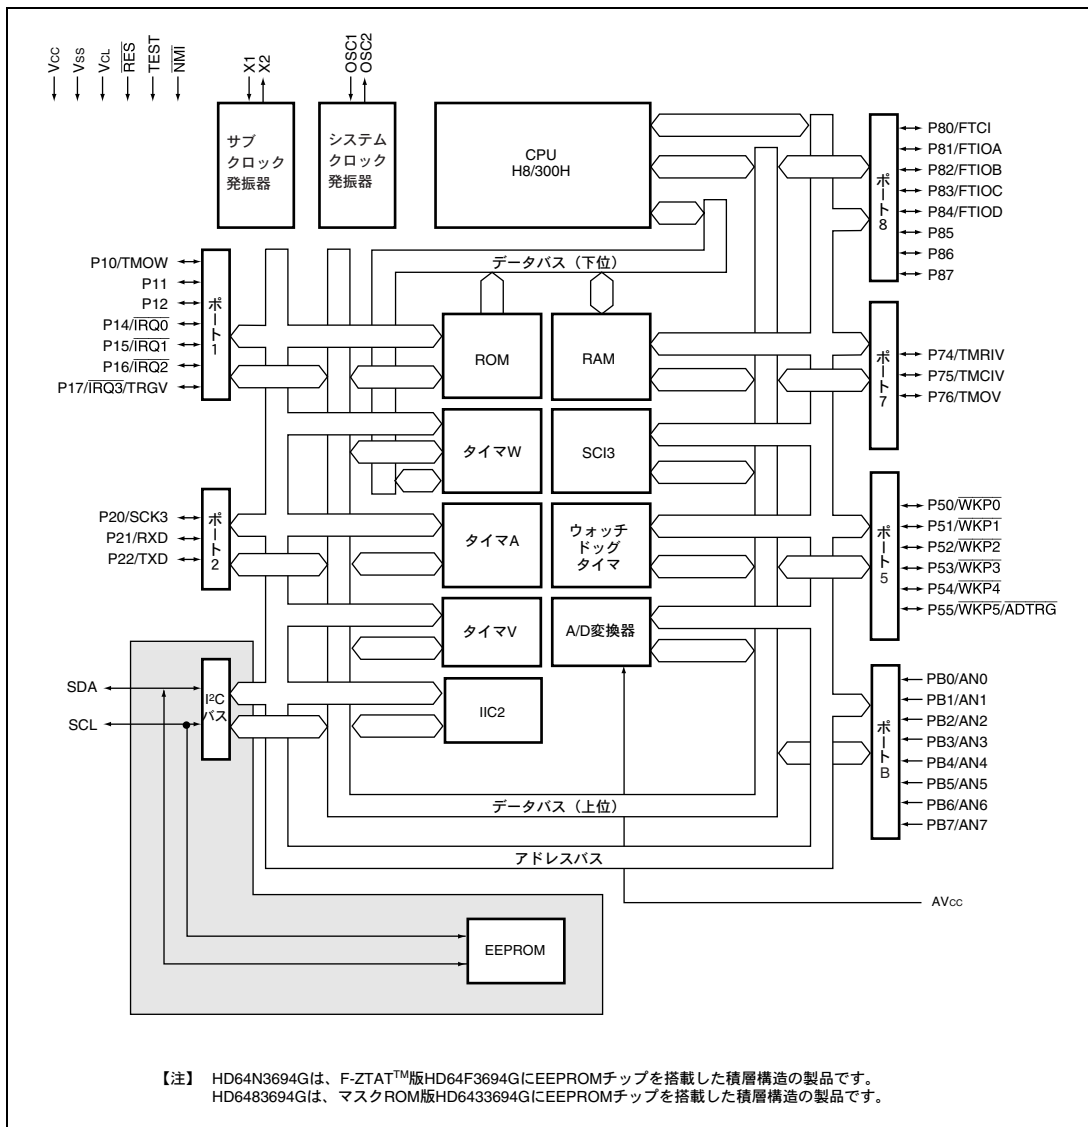 Vcc
Vss
VCL
RES
TEST
NMI
X1
X2
OSC1
OSC2
サブ
クロック
発振器
システム
クロック
発振器
CPU
H8/300H
P80/FTCI
P81/FTIOA
P82/FTIOB
P83/FTIOC
P84/FTIOD
P85
P86
P87
ポート8
データバス（下位）
P10/TMOW
P11
P12
P14/IRQ0
P15/IRQ1
P16/IRQ2
P17/IRQ3/TRGV
ポート1
ROM
RAM
P74/TMRIV
P75/TMCIV
P76/TMOV
ポート7
タイマW
SCI3
P20/SCK3
P21/RXD
P22/TXD
ポート2
タイマA
ウォッチ
ドッグ
タイマ
P50/WKP0
P51/WKP1
P52/WKP2
P53/WKP3
P54/WKP4
P55/WKP5/ADTRG
ポート5
タイマV
A/D変換器
SDA
SCL
I²C
バス
IIC2
PB0/AN0
PB1/AN1
PB2/AN2
PB3/AN3
PB4/AN4
PB5/AN5
PB6/AN6
PB7/AN7
ポートB
データバス（上位）
アドレスバス
AVcc
EEPROM
【注】 HD64N3694Gは、F-ZTAT™版HD64F3694GにEEPROMチップを搭載した積層構造の製品です。
HD6483694Gは、マスクROM版HD6433694GにEEPROMチップを搭載した積層構造の製品です。